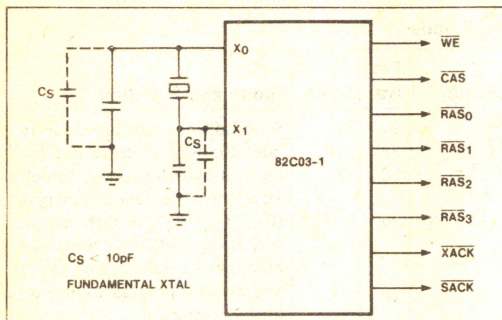 X0
WE
CAS
CS
RAS0
X1
RAS1
CS
82C03-1
RAS2
RAS3
CS < 10pF
XACK
FUNDAMENTAL XTAL
SACK